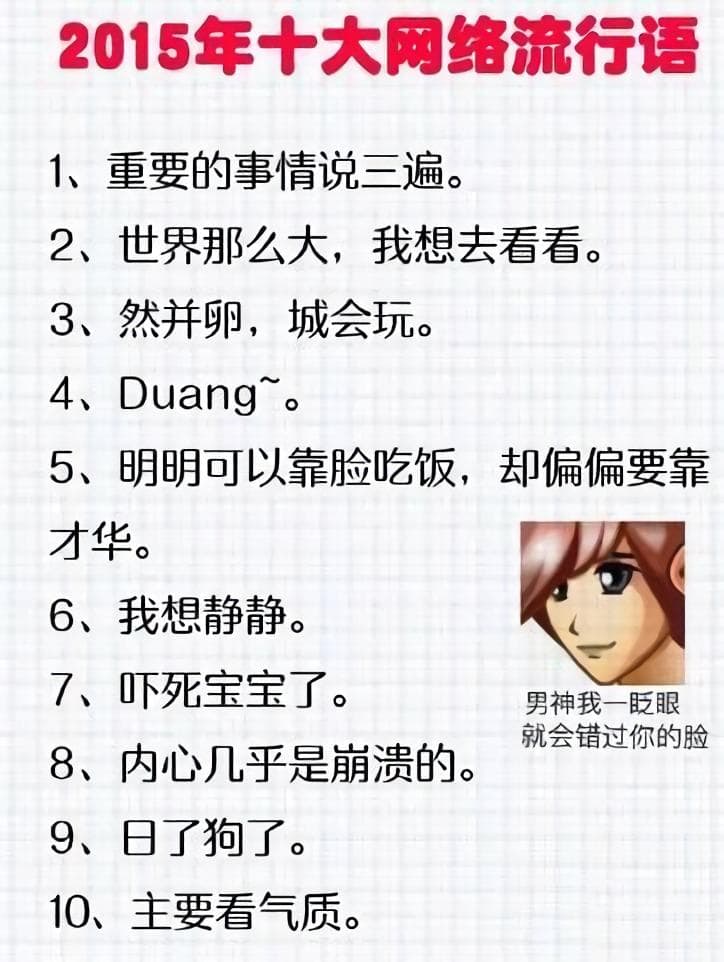 2015年十大网络流行语
1、重要的事情说三遍。
2、世界那么大，我想去看看。
3、然并卵，城会玩。
4、Duang~。
5、明明可以靠脸吃饭，却偏偏要靠
才华。
6、我想静静。
7、吓死宝宝了。
男神我一眨眼
就会错过你的脸
8、内心几乎是崩溃的。
9、日了狗了。
10、主要看气质。